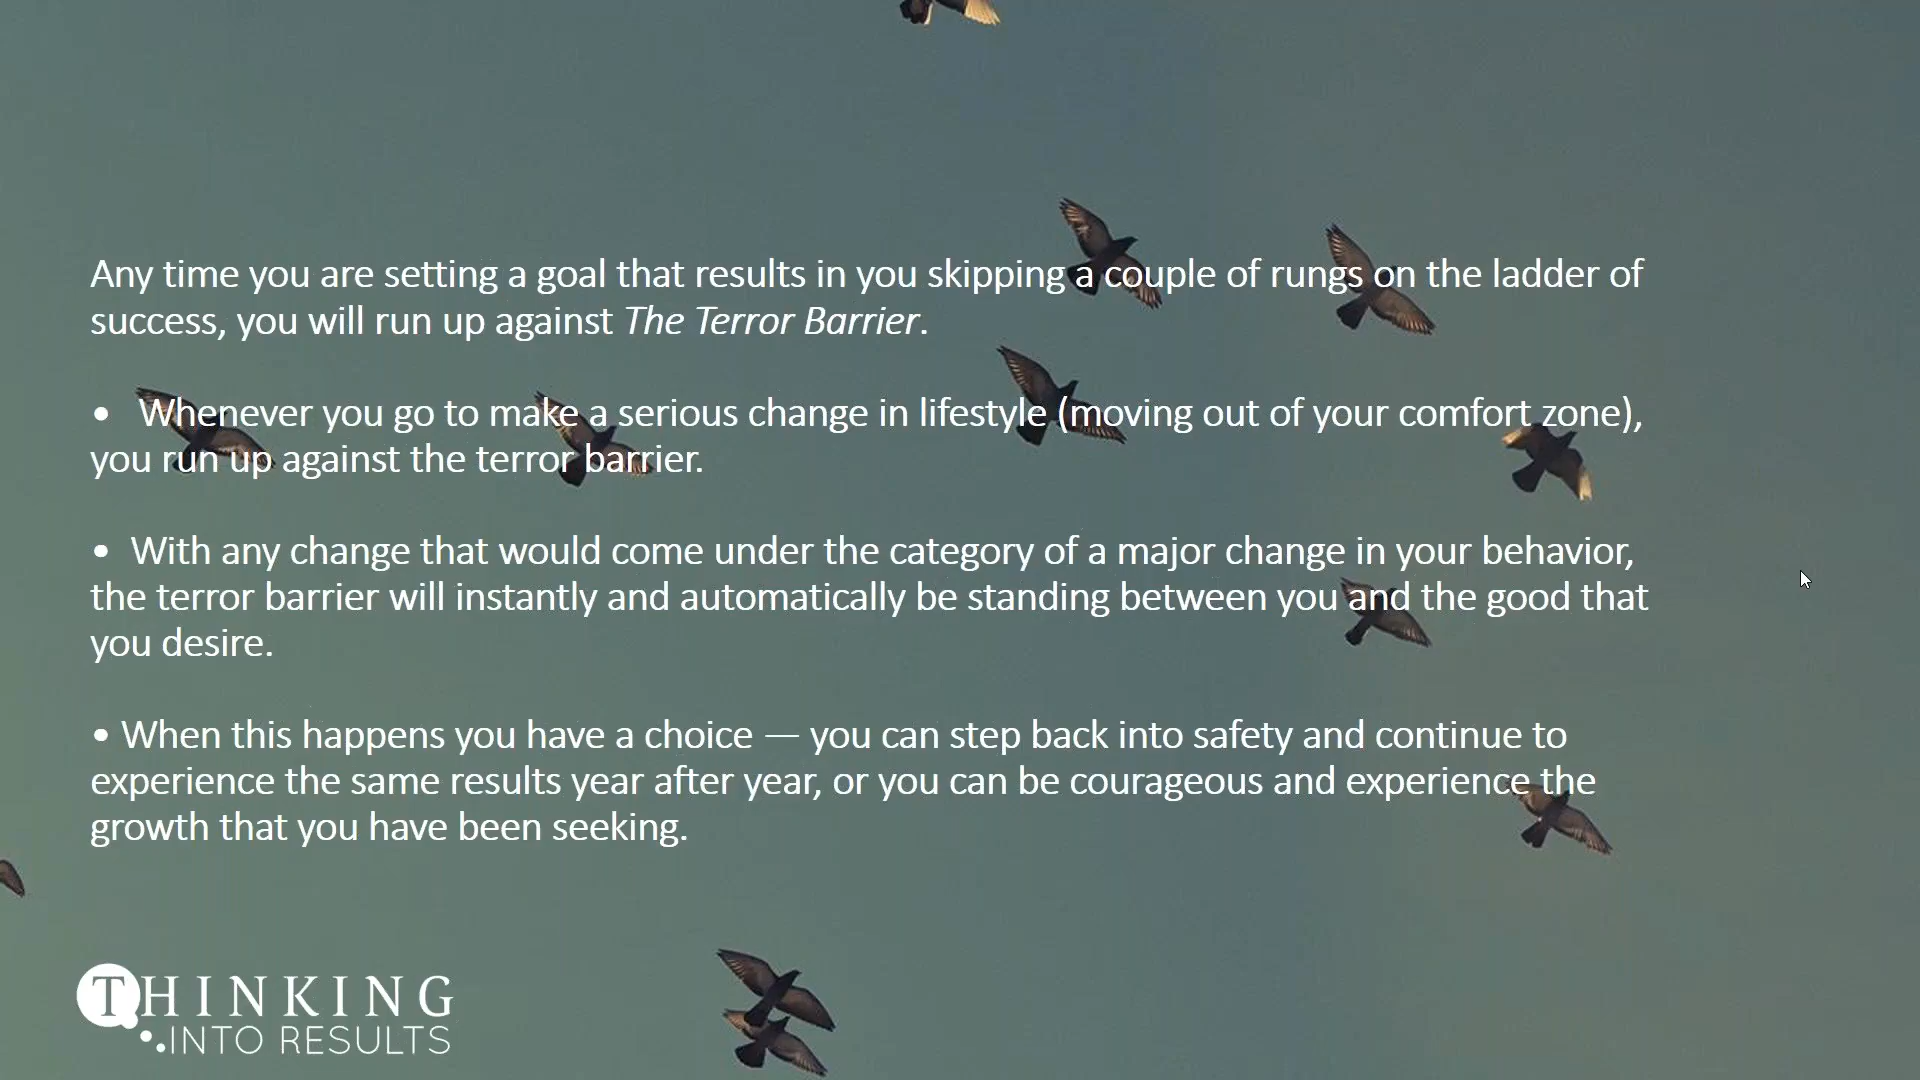 Any time you are setting a goal that results in you skipping a couple of rungs on the ladder of
success, you will run up against The Terror Barrier.
• Whenever you go to make a serious change in lifestyle (moving out of your comfort zone),
you run up against the terror barrier.
• With any change that would come under the category of a major change in your behavior,
the terror barrier will instantly and automatically be standing between you and the good that
you desire.
• When this happens you have a choice — you can step back into safety and continue to
experience the same results year after year, or you can be courageous and experience the
growth that you have been seeking.
THINKING
INTO RESULTS